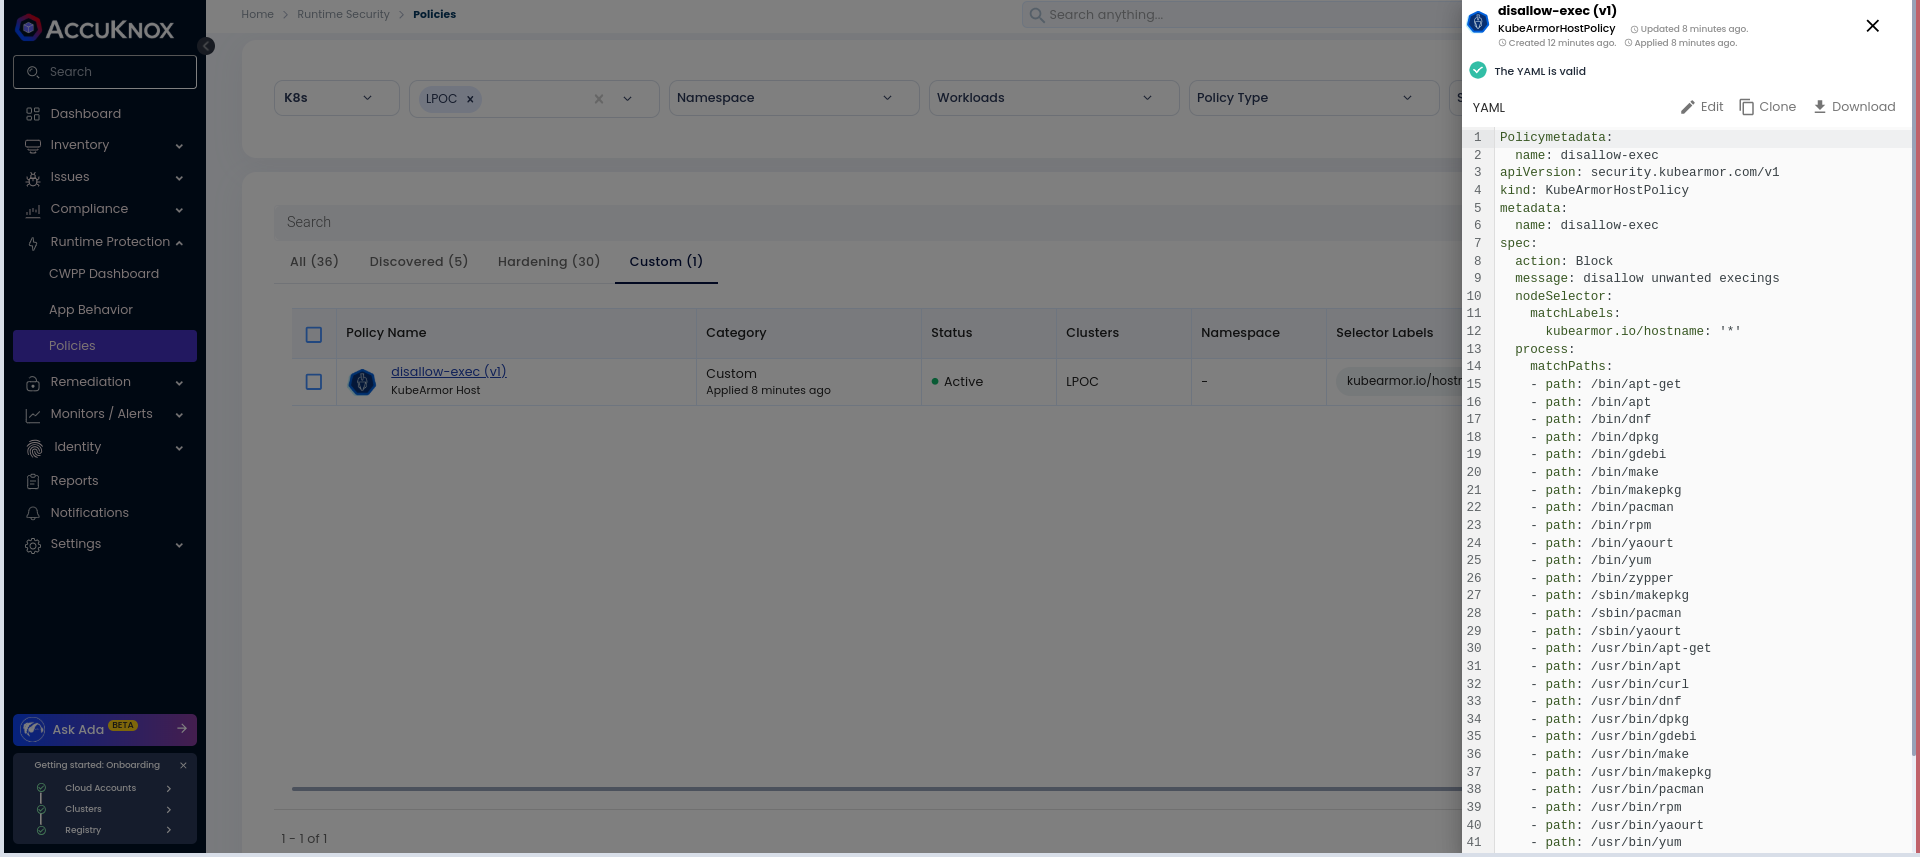 ACCUKNOX
Search
Dashboard
Inventory
Issues
Compliance
Runtime Protection
CWPP Dashboard
App Behavior
Policies
Remediation
Monitors / Alerts
Identity
Reports
Notifications
Settings
Ask Ada BETA
Getting started: Onboarding
Cloud Accounts
Clusters
Registry
Home > Runtime Security > Policies
Search anything...
K8s
LPOC
Namespace
Workloads
Policy Type
S
Search
All (36)
Discovered (5)
Hardening (30)
Custom (1)
Policy Name
Category
Status
Clusters
Namespace
Selector Labels
disallow-exec (v1)
KubeArmor Host
Custom
Applied 8 minutes ago
Active
LPOC
-
kubearmor.io/hostr
1 - 1 of 1
disallow-exec (v1)
KubeArmorHostPolicy
Updated 8 minutes ago.
Created 12 minutes ago.
Applied 8 minutes ago.
The YAML is valid
YAML
Edit
Clone
Download
1 Policymetadata:
2 name: disallow-exec
3 apiVersion: security.kubearmor.com/v1
4 kind: KubeArmorHostPolicy
5 metadata:
6 name: disallow-exec
7 spec:
8 action: Block
9 message: disallow unwanted execings
10 nodeSelector:
11 matchLabels:
12 kubearmor.io/hostname: '*'
13 process:
14 matchPaths:
15 - path: /bin/apt-get
16 - path: /bin/apt
17 - path: /bin/dnf
18 - path: /bin/dpkg
19 - path: /bin/gdebi
20 - path: /bin/make
21 - path: /bin/makepkg
22 - path: /bin/pacman
23 - path: /bin/rpm
24 - path: /bin/yaourt
25 - path: /bin/yum
26 - path: /bin/zypper
27 - path: /sbin/makepkg
28 - path: /sbin/pacman
29 - path: /sbin/yaourt
30 - path: /usr/bin/apt-get
31 - path: /usr/bin/apt
32 - path: /usr/bin/curl
33 - path: /usr/bin/dnf
34 - path: /usr/bin/dpkg
35 - path: /usr/bin/gdebi
36 - path: /usr/bin/make
37 - path: /usr/bin/makepkg
38 - path: /usr/bin/pacman
39 - path: /usr/bin/rpm
40 - path: /usr/bin/yaourt
41 - path: /usr/bin/yum